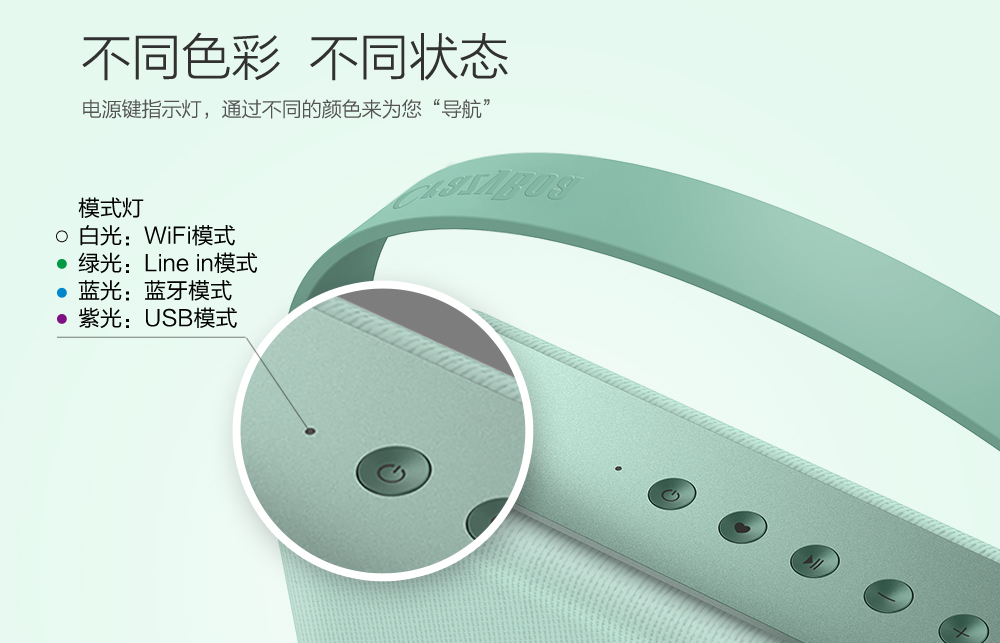 不同色彩 不同状态
电源键指示灯，通过不同的颜色来为您“导航”
模式灯
白光：WiFi模式
绿光：Line in模式
蓝光：蓝牙模式
紫光：USB模式